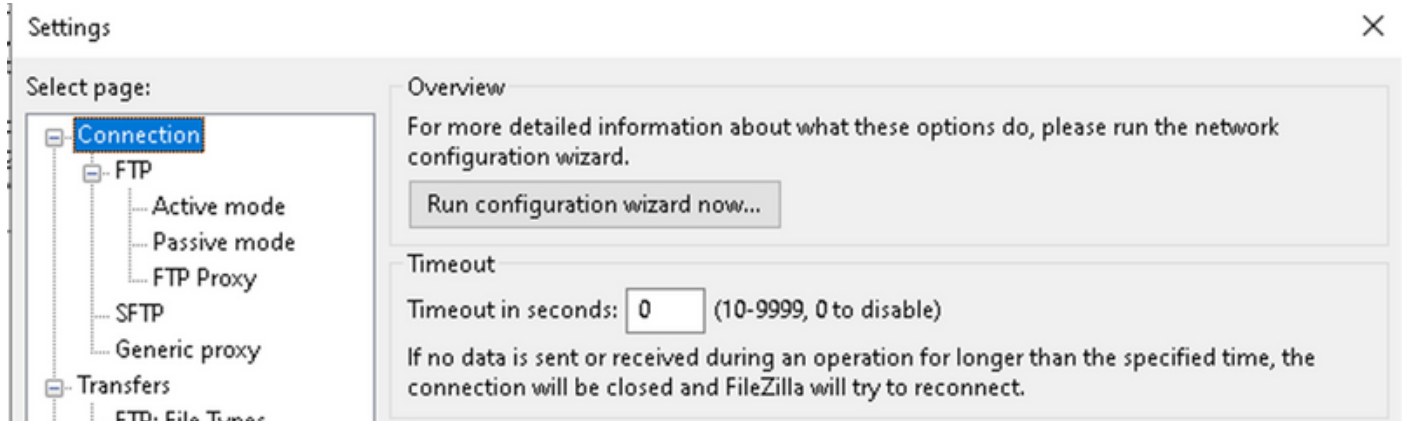 Settings
Select page:
Connection
FTP
Active mode
Passive mode
FTP Proxy
SFTP
Generic proxy
Transfers
FTP: File Types
Overview
For more detailed information about what these options do, please run the network
configuration wizard.
Run configuration wizard now...
Timeout
Timeout in seconds: 0 (10-9999, 0 to disable)
If no data is sent or received during an operation for longer than the specified time, the
connection will be closed and FileZilla will try to reconnect.